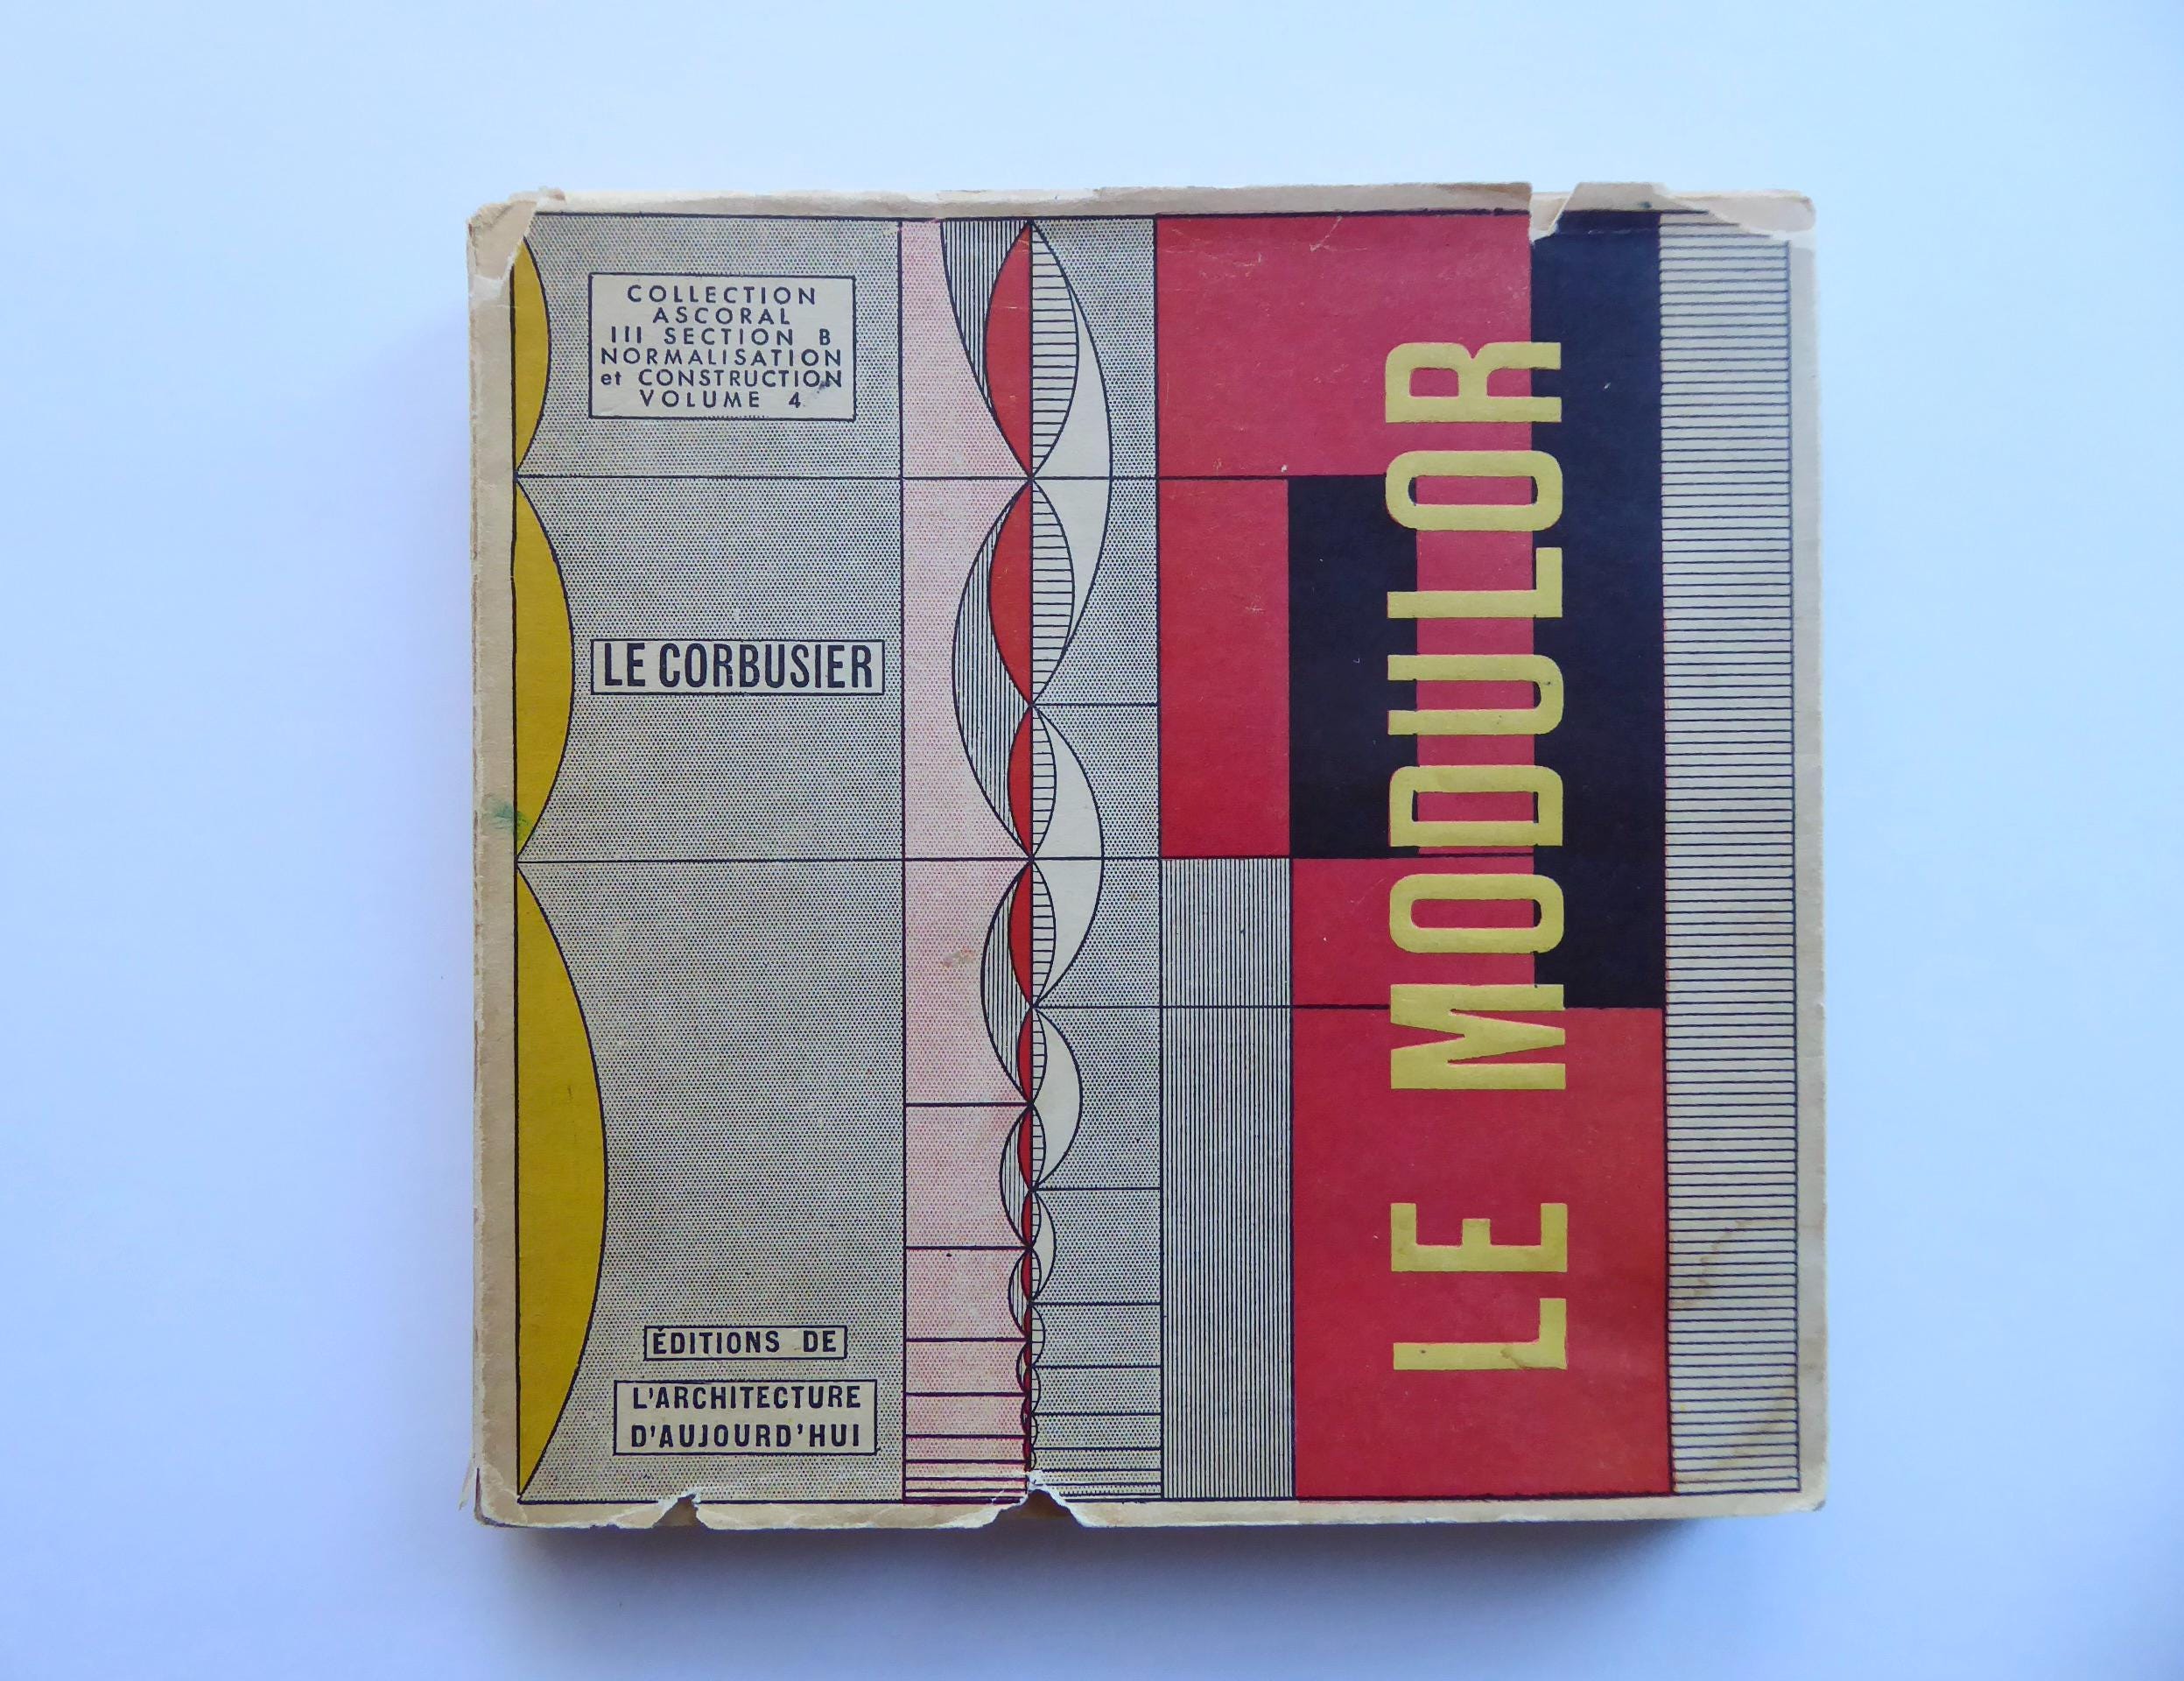 COLLECTION
ASCORAL
III SECTION B
NORMALISATION
et CONSTRUCTION
VOLUME 4
LE CORBUSIER
ÉDITIONS DE
L'ARCHITECTURE
D'AUJOURD'HUI
LE MODULOR